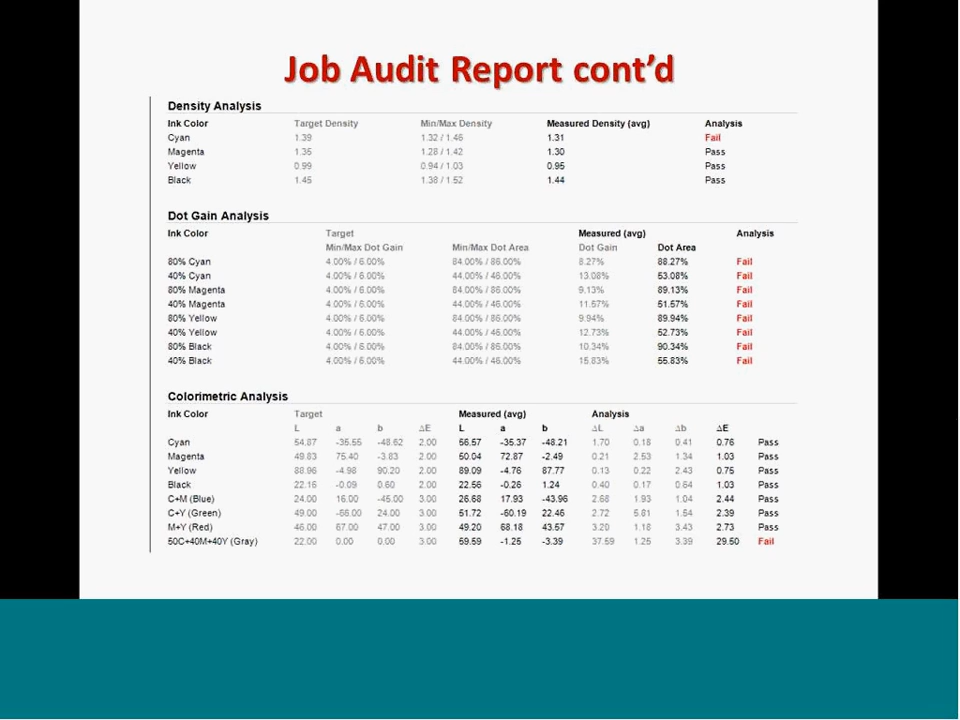 Job Audit Report cont’d
Density Analysis
Ink Color Target Density Min/Max Density Measured Density (avg) Analysis
Cyan 1.39 1.32 / 1.46 1.31 Fail
Magenta 1.35 1.28 / 1.42 1.30 Pass
Yellow 0.99 0.94 / 1.03 0.95 Pass
Black 1.45 1.38 / 1.52 1.44 Pass
Dot Gain Analysis
Ink Color Target Measured (avg) Analysis
Min/Max Dot Gain Min/Max Dot Area Dot Gain Dot Area
80% Cyan 4.00% / 6.00% 84.00% / 86.00% 8.27% 88.27% Fail
40% Cyan 4.00% / 6.00% 44.00% / 46.00% 13.08% 53.08% Fail
80% Magenta 4.00% / 6.00% 84.00% / 86.00% 9.13% 89.13% Fail
40% Magenta 4.00% / 6.00% 44.00% / 46.00% 11.57% 51.57% Fail
80% Yellow 4.00% / 6.00% 84.00% / 86.00% 9.94% 89.94% Fail
40% Yellow 4.00% / 6.00% 44.00% / 46.00% 12.73% 52.73% Fail
80% Black 4.00% / 6.00% 84.00% / 86.00% 10.34% 90.34% Fail
40% Black 4.00% / 6.00% 44.00% / 46.00% 15.83% 55.83% Fail
Colorimetric Analysis
Ink Color Target Measured (avg) Analysis
L a b ΔE L a b ΔL Δa Δb ΔE
Cyan 54.87 -35.55 -48.62 2.00 56.57 -35.37 -48.21 1.70 0.18 0.41 0.76 Pass
Magenta 49.83 75.40 -3.83 2.00 50.04 72.87 -2.49 0.21 2.53 1.34 1.03 Pass
Yellow 88.96 -4.98 90.20 2.00 89.09 -4.76 87.77 0.13 0.22 2.43 0.75 Pass
Black 22.16 -0.09 0.60 2.00 22.56 -0.26 1.24 0.40 0.17 0.64 1.03 Pass
C+M (Blue) 24.00 16.00 -45.00 3.00 26.68 17.93 -43.96 2.68 1.93 1.04 2.44 Pass
C+Y (Green) 49.00 -66.00 24.00 3.00 51.72 -60.19 22.46 2.72 5.81 1.54 2.39 Pass
M+Y (Red) 46.00 67.00 47.00 3.00 49.20 68.18 43.57 3.20 1.18 3.43 2.73 Pass
50C+40M+40Y (Gray) 22.00 0.00 0.00 3.00 59.59 -1.25 -3.39 37.59 1.25 3.39 29.50 Fail